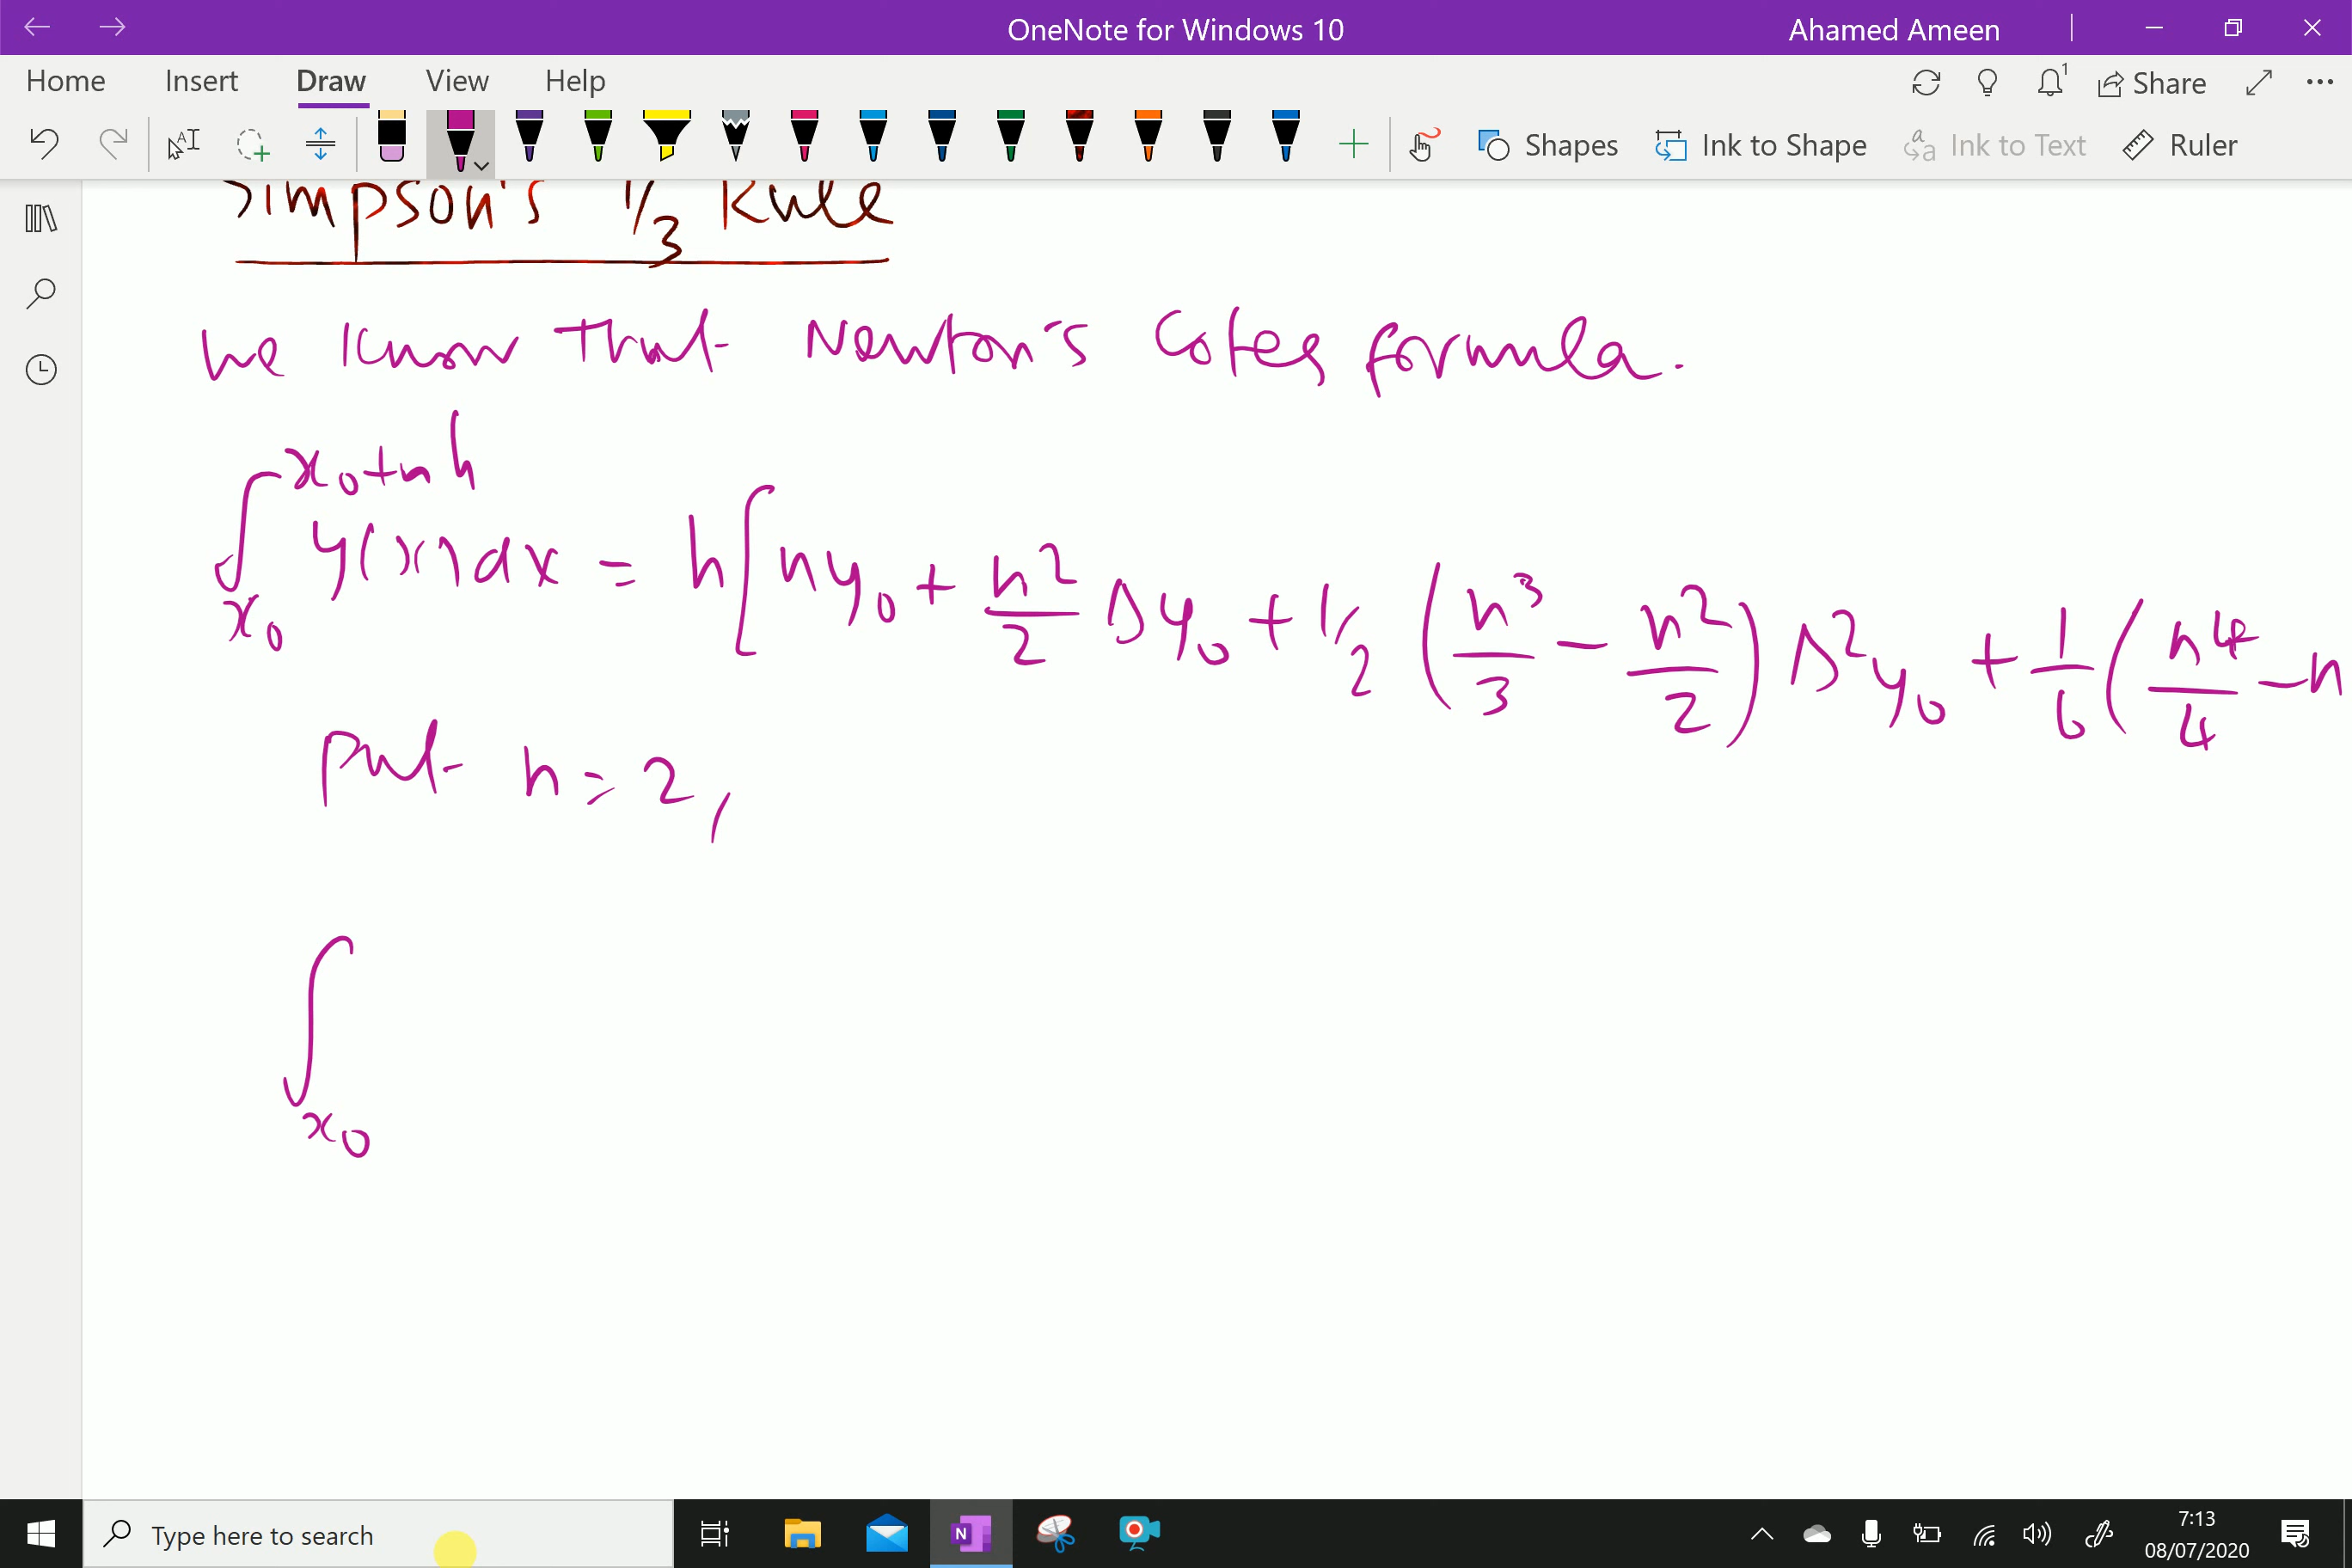 OneNote for Windows 10
Ahamed Ameen
Home Insert Draw View Help
1 Share
Shapes Ink to Shape Ink to Text Ruler
Simpson's 1/3 Rule
We know that Newton's Cotes formula.
∫_{x₀}^{x₀+nh} y(x)dx = h[ny₀ + n²/2 Δy₀ + 1/2 (n³/3 − n²/2) Δ²y₀ + 1/6 (n⁴/4 − n
put n = 2,
∫_{x₀}
Type here to search
7:13
08/07/2020